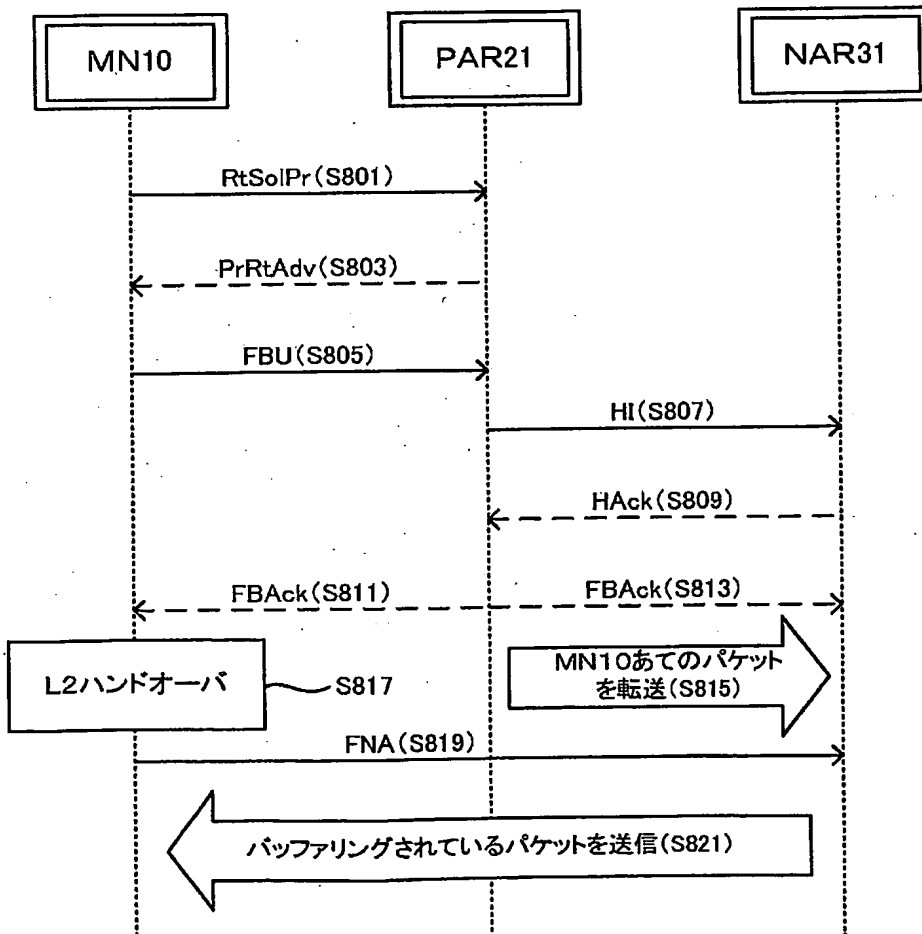 MN10
PAR21
NAR31
RtSolPr(S801)
PrRtAdv(S803)
FBU(S805)
HI(S807)
HAck(S809)
FBAck(S811)
FBAck(S813)
L2ハンドオーバ
S817
MN10あてのパケット
を転送(S815)
FNA(S819)
バッファリングされているパケットを送信(S821)